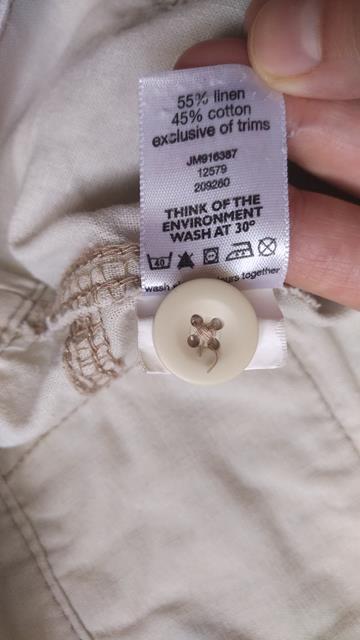 55% linen
45% cotton
exclusive of trims
JM916387
12579
209260
THINK OF THE
ENVIRONMENT
WASH AT 30°
40
wash together